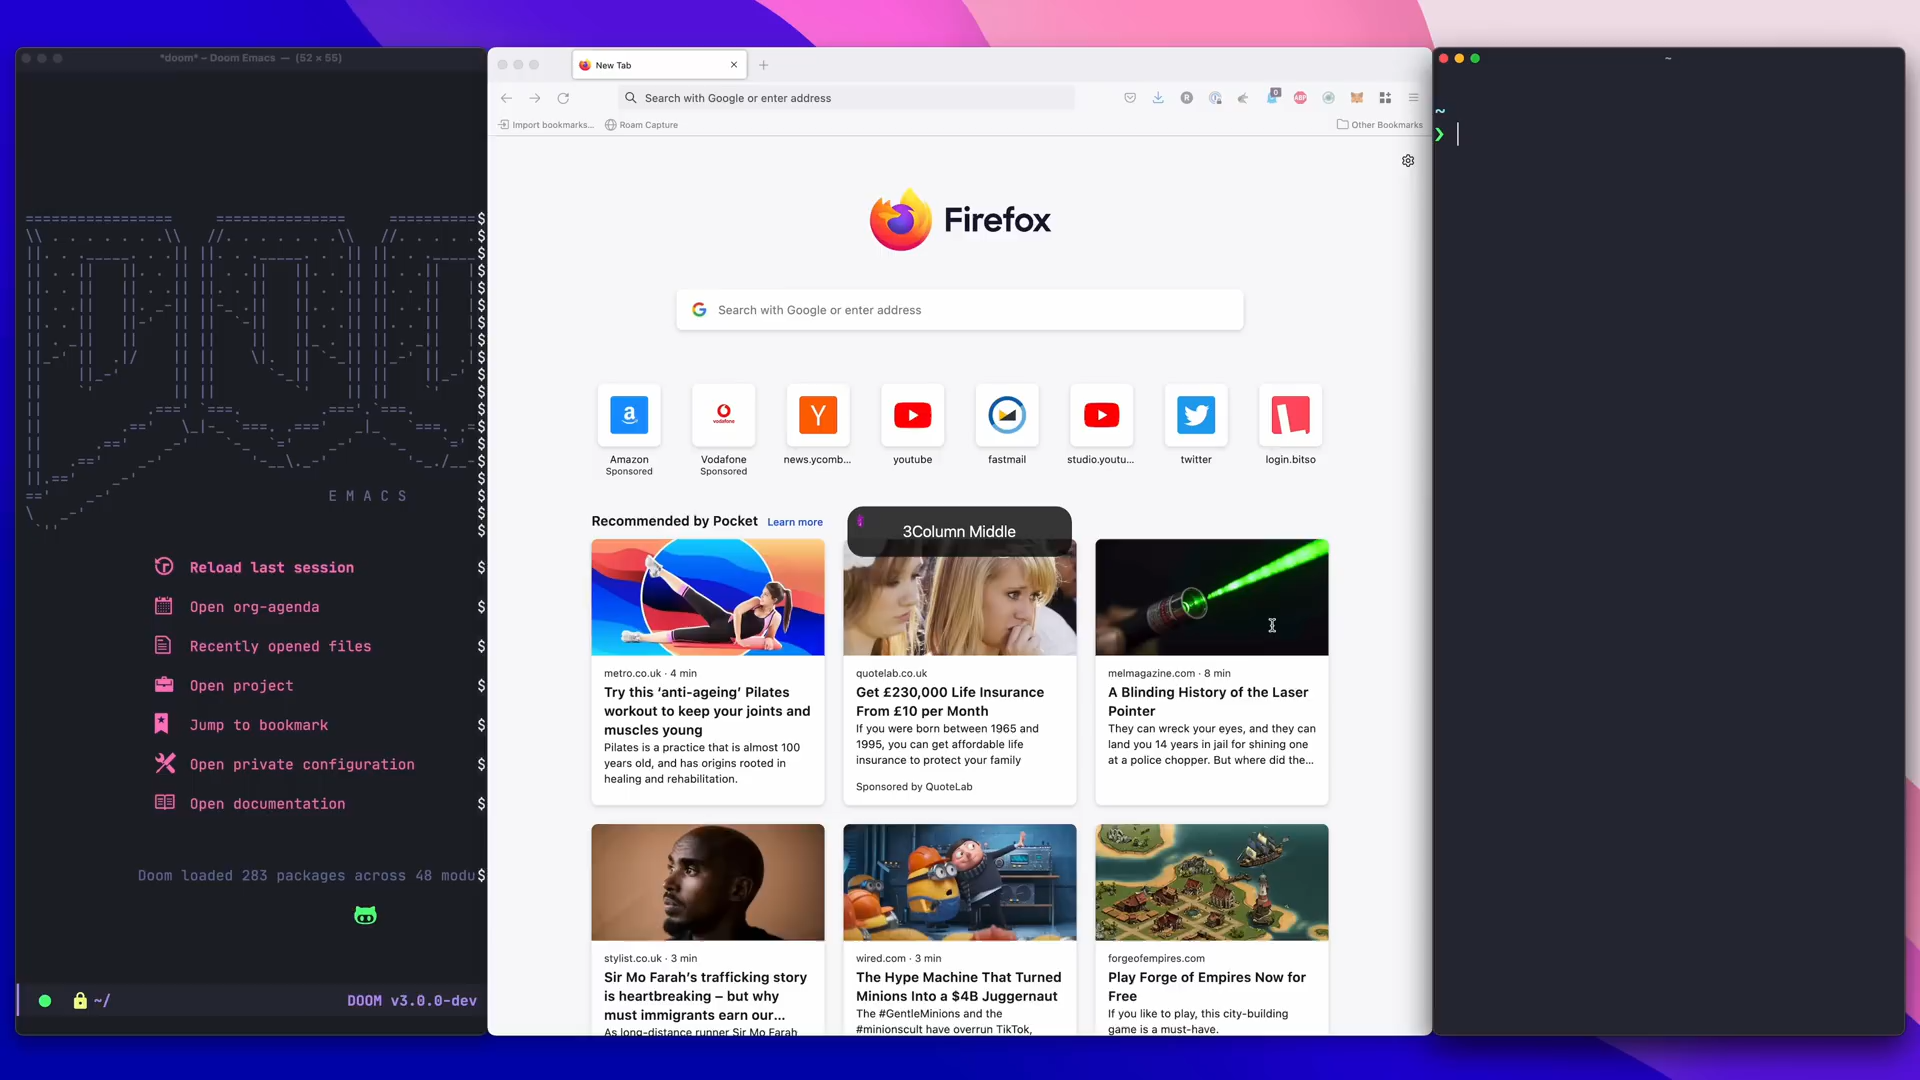 *doom* – Doom Emacs — (52 × 55)
E M A C S
Reload last session
Open org-agenda
Recently opened files
Open project
Jump to bookmark
Open private configuration
Open documentation
Doom loaded 283 packages across 48 modu$
~/ DOOM v3.0.0-dev
New Tab
Search with Google or enter address
Import bookmarks...
Roam Capture
Other Bookmarks
Firefox
Search with Google or enter address
a
vodafone
Y
Amazon
Sponsored
Vodafone
Sponsored
news.ycomb...
youtube
fastmail
studio.youtu...
twitter
login.bitso
Recommended by Pocket Learn more
3Column Middle
metro.co.uk · 4 min
Try this ‘anti-ageing’ Pilates
workout to keep your joints and
muscles young
Pilates is a practice that is almost 100
years old, and has origins rooted in
healing and rehabilitation.
quotelab.co.uk
Get £230,000 Life Insurance
From £10 per Month
If you were born between 1965 and
1995, you can get affordable life
insurance to protect your family
Sponsored by QuoteLab
melmagazine.com · 8 min
A Blinding History of the Laser
Pointer
They can wreck your eyes, and they can
land you 14 years in jail for shining one
at a police chopper. But where did the...
stylist.co.uk · 3 min
Sir Mo Farah’s trafficking story
is heartbreaking – but why
must immigrants earn our...
As long-distance runner Sir Mo Farah
wired.com · 3 min
The Hype Machine That Turned
Minions Into a $4B Juggernaut
The #GentleMinions and the
#minionscult have overrun TikTok,
forgeofempires.com
Play Forge of Empires Now for
Free
If you like to play, this city-building
game is a must-have.
~
~
❯